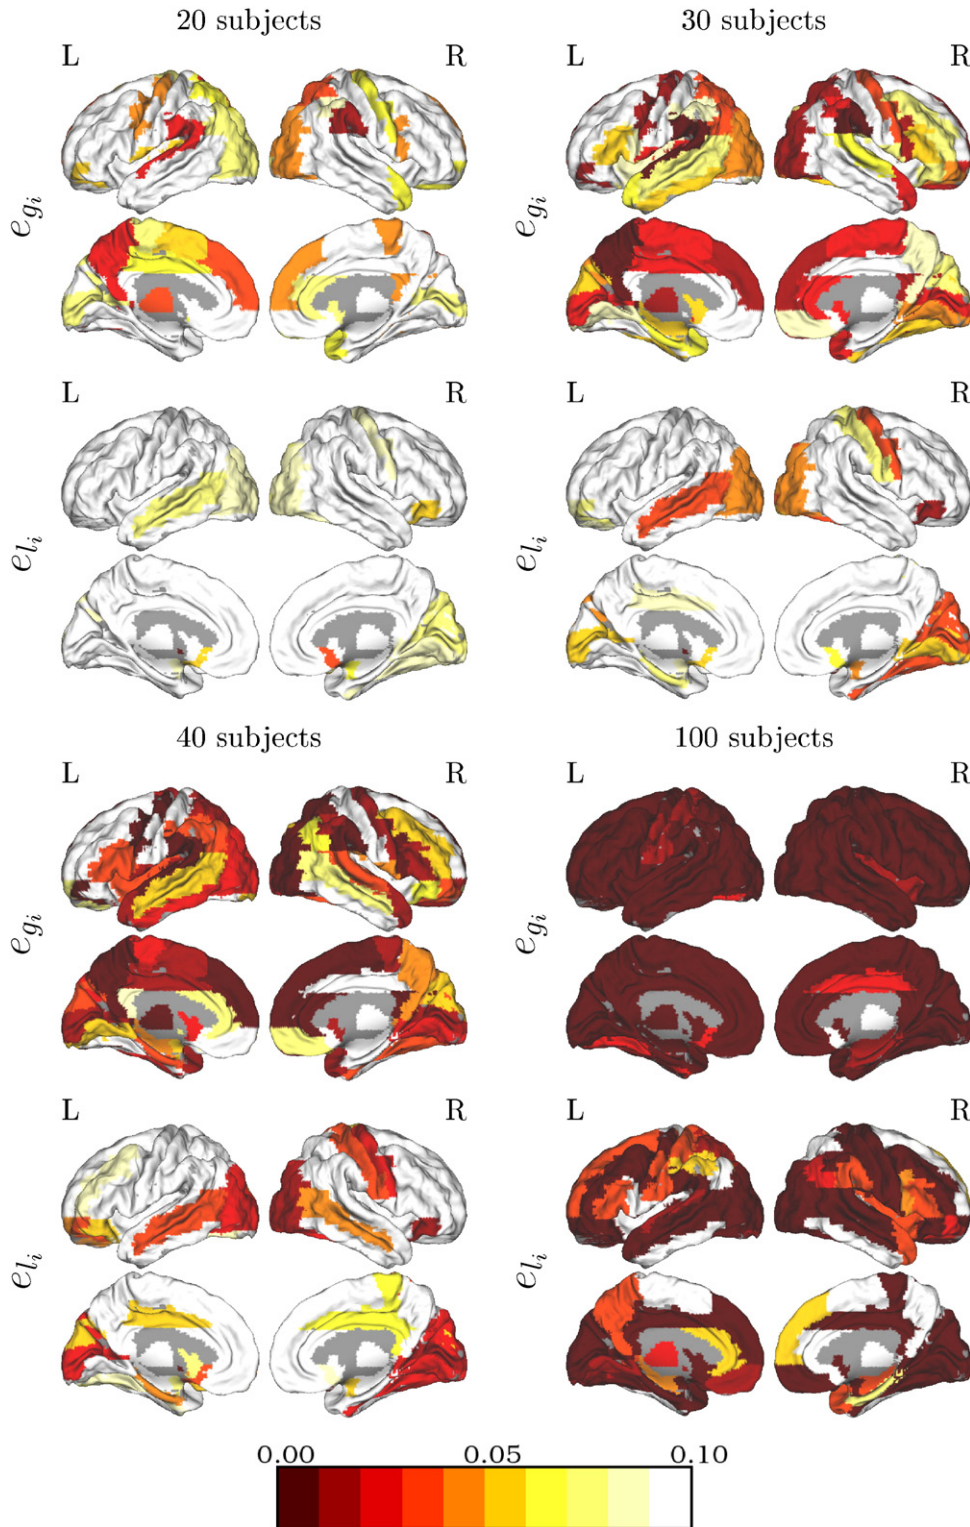 20 subjects
30 subjects
L R L R
e_{g_i} e_{g_i}
L R L R
e_{l_i} e_{l_i}
40 subjects
100 subjects
L R L R
e_{g_i} e_{g_i}
L R L R
e_{l_i} e_{l_i}
0.00 0.05 0.10